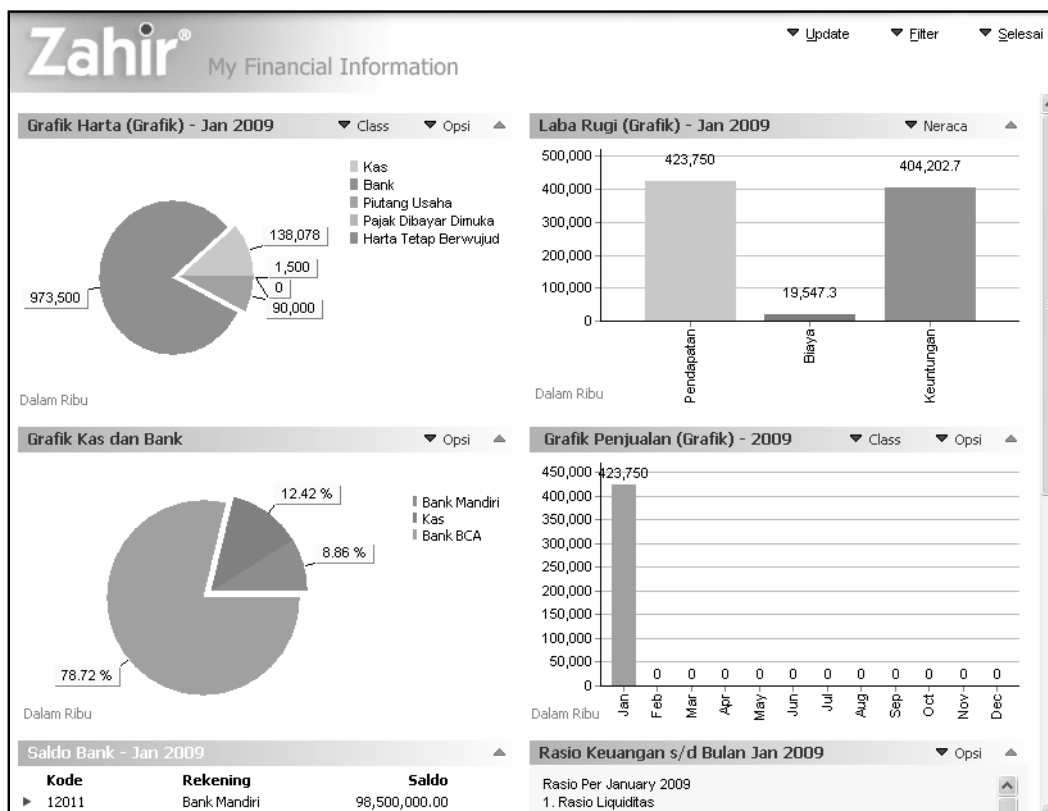 Zahir®
My Financial Information
Update Filter Selesai
Grafik Harta (Grafik) - Jan 2009
Class Opsi
Kas
Bank
Piutang Usaha
Pajak Dibayar Dimuka
Harta Tetap Berwujud
138,078
1,500
0
90,000
973,500
Dalam Ribu
Laba Rugi (Grafik) - Jan 2009
Neraca
500,000
400,000
300,000
200,000
100,000
0
423,750
19,547.3
404,202.7
Pendapatan
Biaya
Keuntungan
Dalam Ribu
Grafik Kas dan Bank
Opsi
12.42 %
8.86 %
78.72 %
Bank Mandiri
Kas
Bank BCA
Dalam Ribu
Grafik Penjualan (Grafik) - 2009
Class Opsi
450,000
400,000
350,000
300,000
250,000
200,000
150,000
100,000
50,000
0
423,750
0 0 0 0 0 0 0 0 0 0 0
Jan Feb Mar Apr May Jun Jul Aug Sep Oct Nov Dec
Dalam Ribu
Saldo Bank - Jan 2009
Kode Rekening Saldo
12011 Bank Mandiri 98,500,000.00
Rasio Keuangan s/d Bulan Jan 2009
Opsi
Rasio Per January 2009
1. Rasio Liquiditas